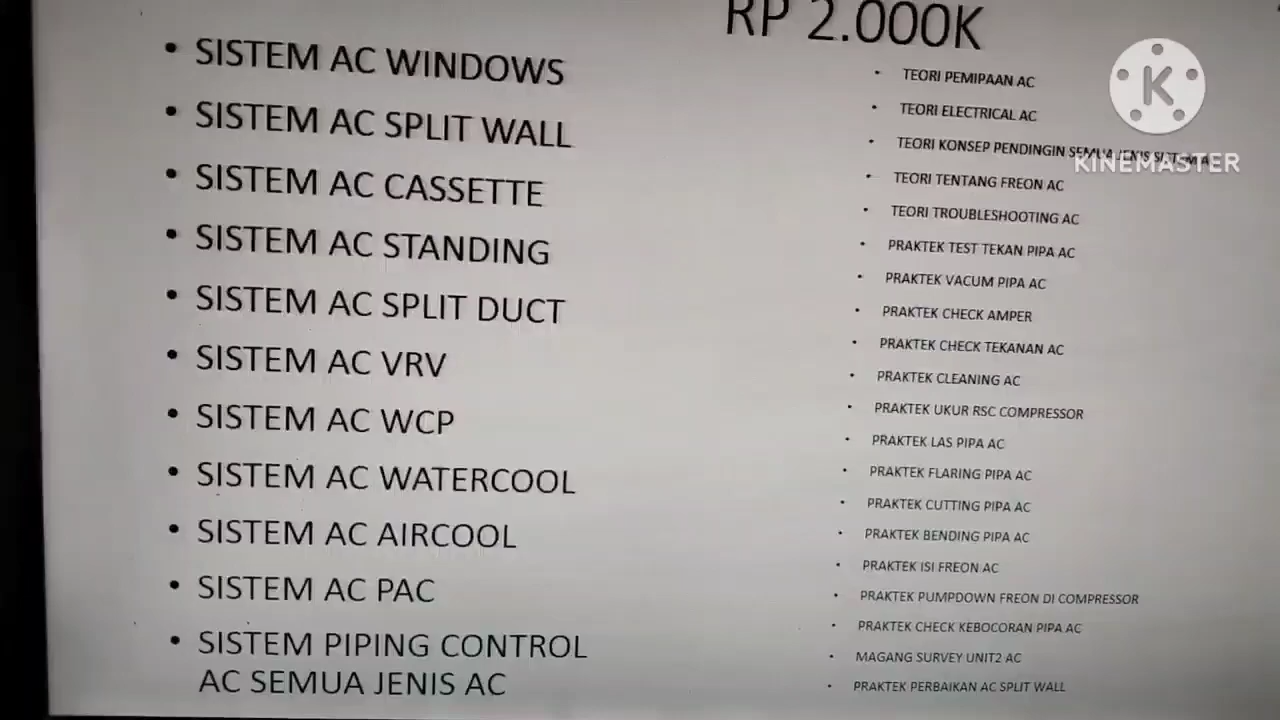 RP 2.000K
• SISTEM AC WINDOWS
• SISTEM AC SPLIT WALL
• SISTEM AC CASSETTE
• SISTEM AC STANDING
• SISTEM AC SPLIT DUCT
• SISTEM AC VRV
• SISTEM AC WCP
• SISTEM AC WATERCOOL
• SISTEM AC AIRCOOL
• SISTEM AC PAC
• SISTEM PIPING CONTROL
AC SEMUA JENIS AC
• TEORI PEMIPAAN AC
• TEORI ELECTRICAL AC
• TEORI KONSEP PENDINGIN SEMUA JENIS
• TEORI TENTANG FREON AC
• TEORI TROUBLESHOOTING AC
• PRAKTEK TEST TEKAN PIPA AC
• PRAKTEK VACUM PIPA AC
• PRAKTEK CHECK AMPER
• PRAKTEK CHECK TEKANAN AC
• PRAKTEK CLEANING AC
• PRAKTEK UKUR RSC COMPRESSOR
• PRAKTEK LAS PIPA AC
• PRAKTEK FLARING PIPA AC
• PRAKTEK CUTTING PIPA AC
• PRAKTEK BENDING PIPA AC
• PRAKTEK ISI FREON AC
• PRAKTEK PUMPDOWN FREON DI COMPRESSOR
• PRAKTEK CHECK KEBOCORAN PIPA AC
• MAGANG SURVEY UNIT2 AC
• PRAKTEK PERBAIKAN AC SPLIT WALL
K
KINEMASTER